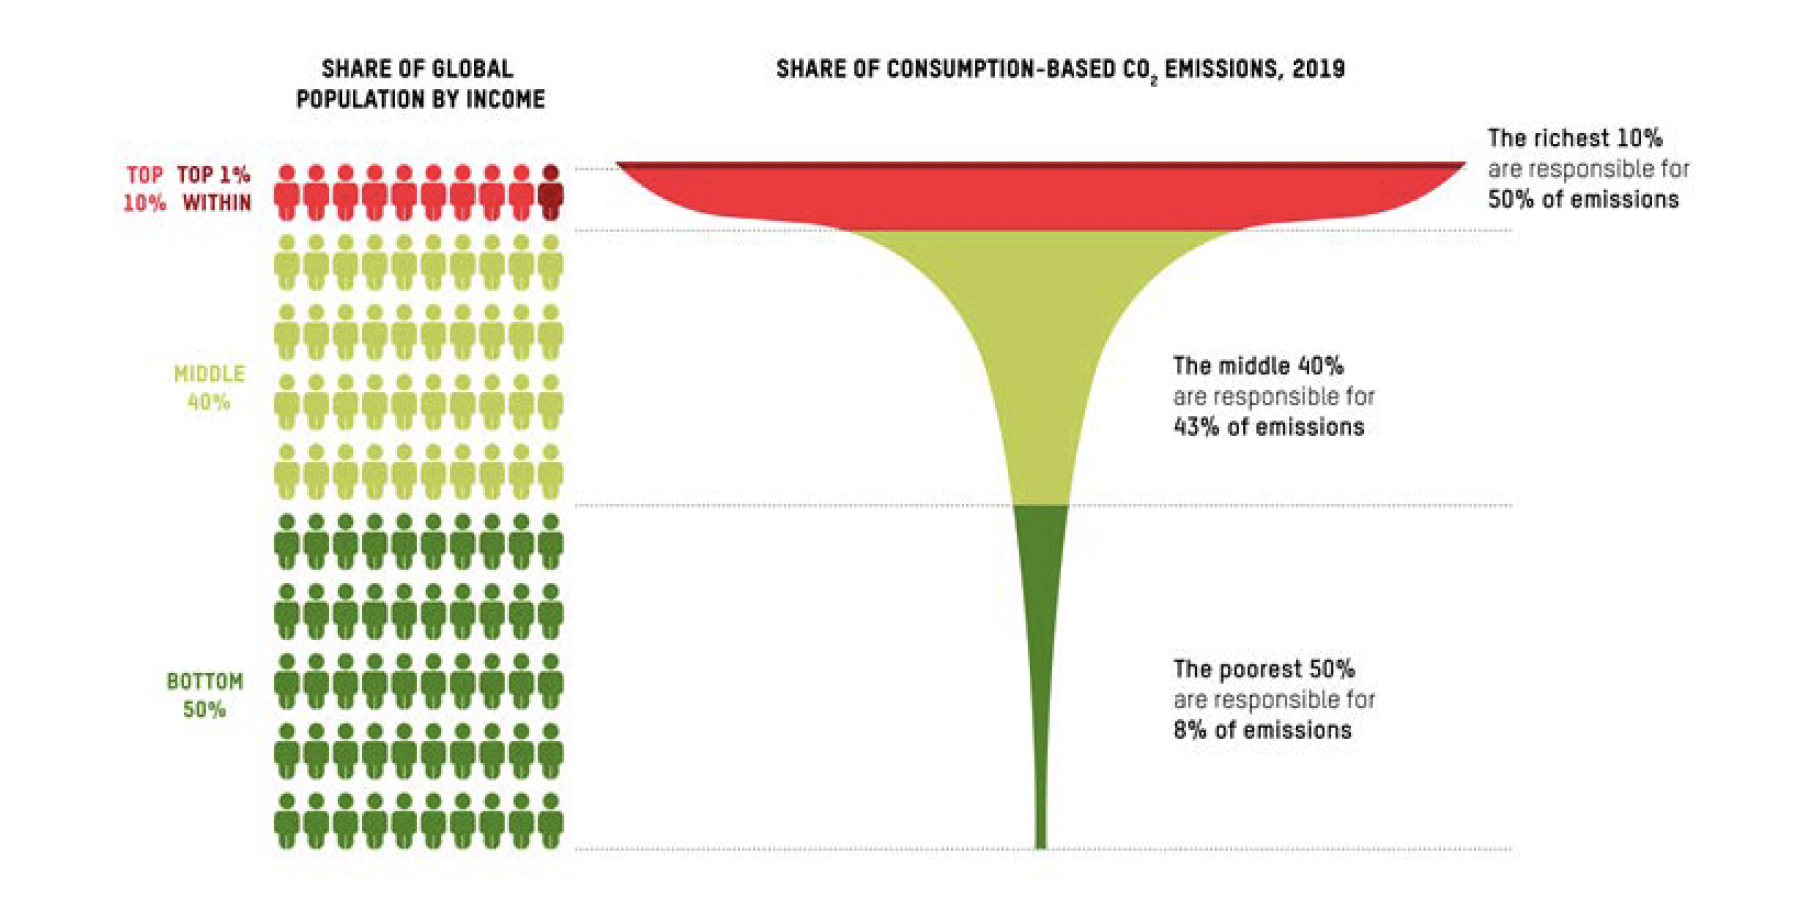 SHARE OF GLOBAL
POPULATION BY INCOME
SHARE OF CONSUMPTION-BASED CO₂ EMISSIONS, 2019
TOP 10%
TOP 1% WITHIN
The richest 10%
are responsible for
50% of emissions
MIDDLE
40%
The middle 40%
are responsible for
43% of emissions
BOTTOM
50%
The poorest 50%
are responsible for
8% of emissions